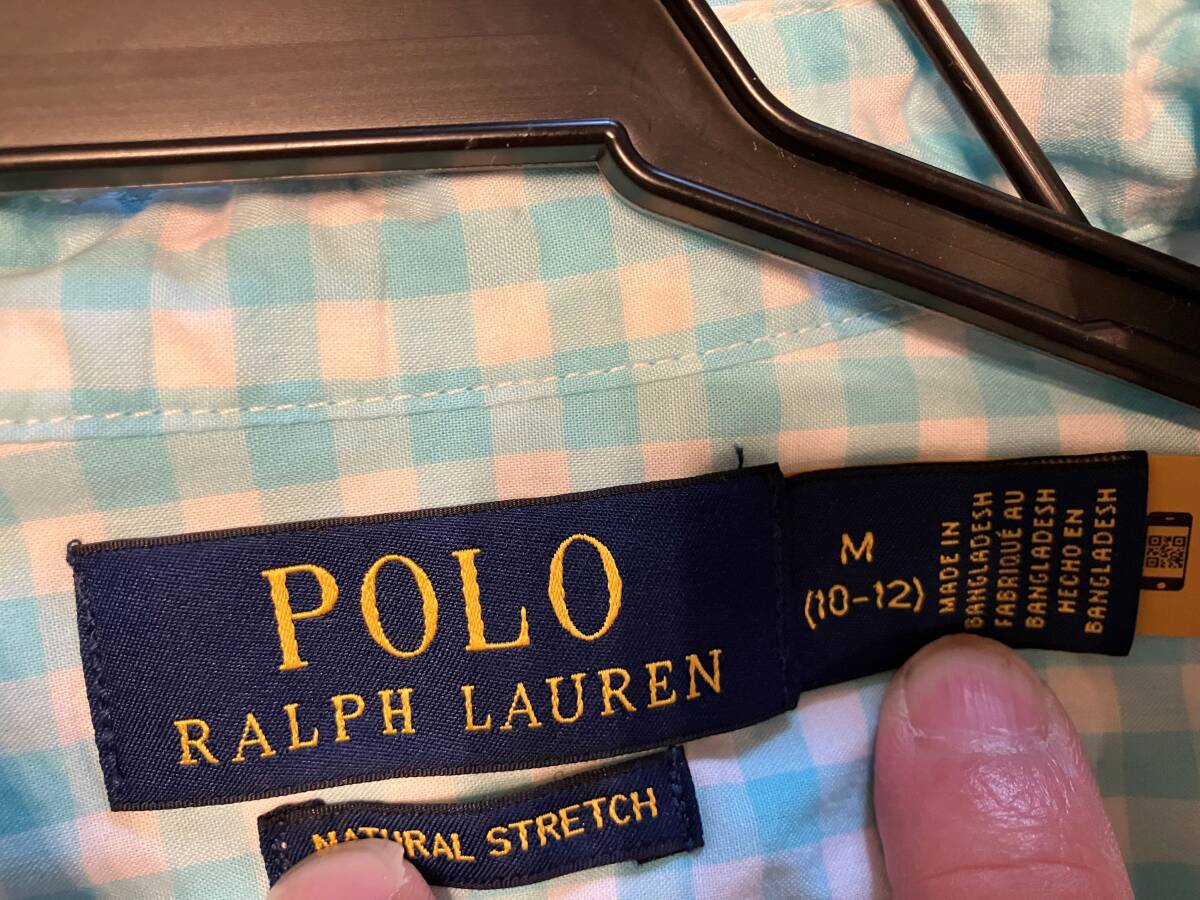 POLO
RALPH LAUREN
M
(10-12)
MADE IN
BANGLADESH
FABRIQUÉ AU
BANGLADESH
HECHO EN
BANGLADESH
NATURAL STRETCH